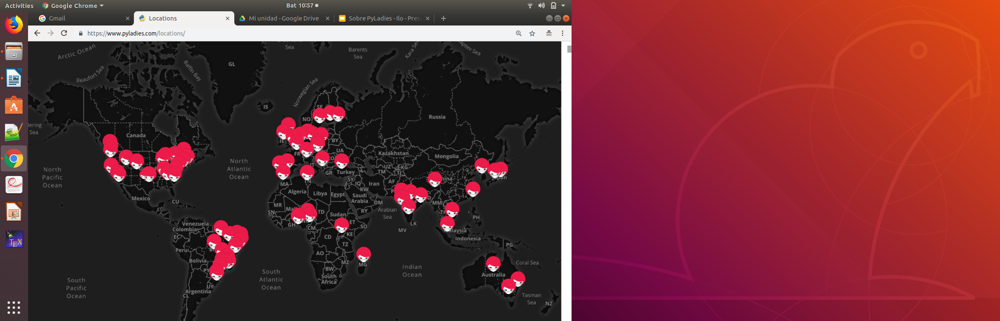 Activities Google Chrome Bat 10:57
Gmail Locations Mi unidad - Google Drive Sobre PyLadies - Ilo - Pres
https://www.pyladies.com/locations/
Arctic Ocean
Beaufort Sea
Baffin Bay
GL
Sea
Barents
Sea
Kara Sea
Laptev Sea
Norwegian Sea
IS
SE
NO
Russia
Bering
Sea
Canada
IE
BY
UA
FR
Kazakhstan
Mongolia
North
Pacific
Ocean
North
Atlantic
Ocean
IT
GR
Turkey
UZ
KG
TM
TJ
Japan
MA
TN
SY
IQ
Iran
AF
Mexico
Algeria
Libya
Egypt
KW
Saudi
Arabia
CU
MR
Mali
OM
Arabian
Sea
MM
SN
TD
Sudan
RY
PH
Venezuela
Colombia
GH
CM
ET
SO
LK
MV
Malaysia
EC
CD
KE
Indonesia
Peru
TZ
PG
Bolivia
AO
MZ
MG
Coral Sea
PY
BW
South
Africa
Indian
Ocean
Australia
South
Pacific
Ocean
South
Atlantic
Ocean
UY
Argentina
CL
Tasman
Sea
NZ
TEX